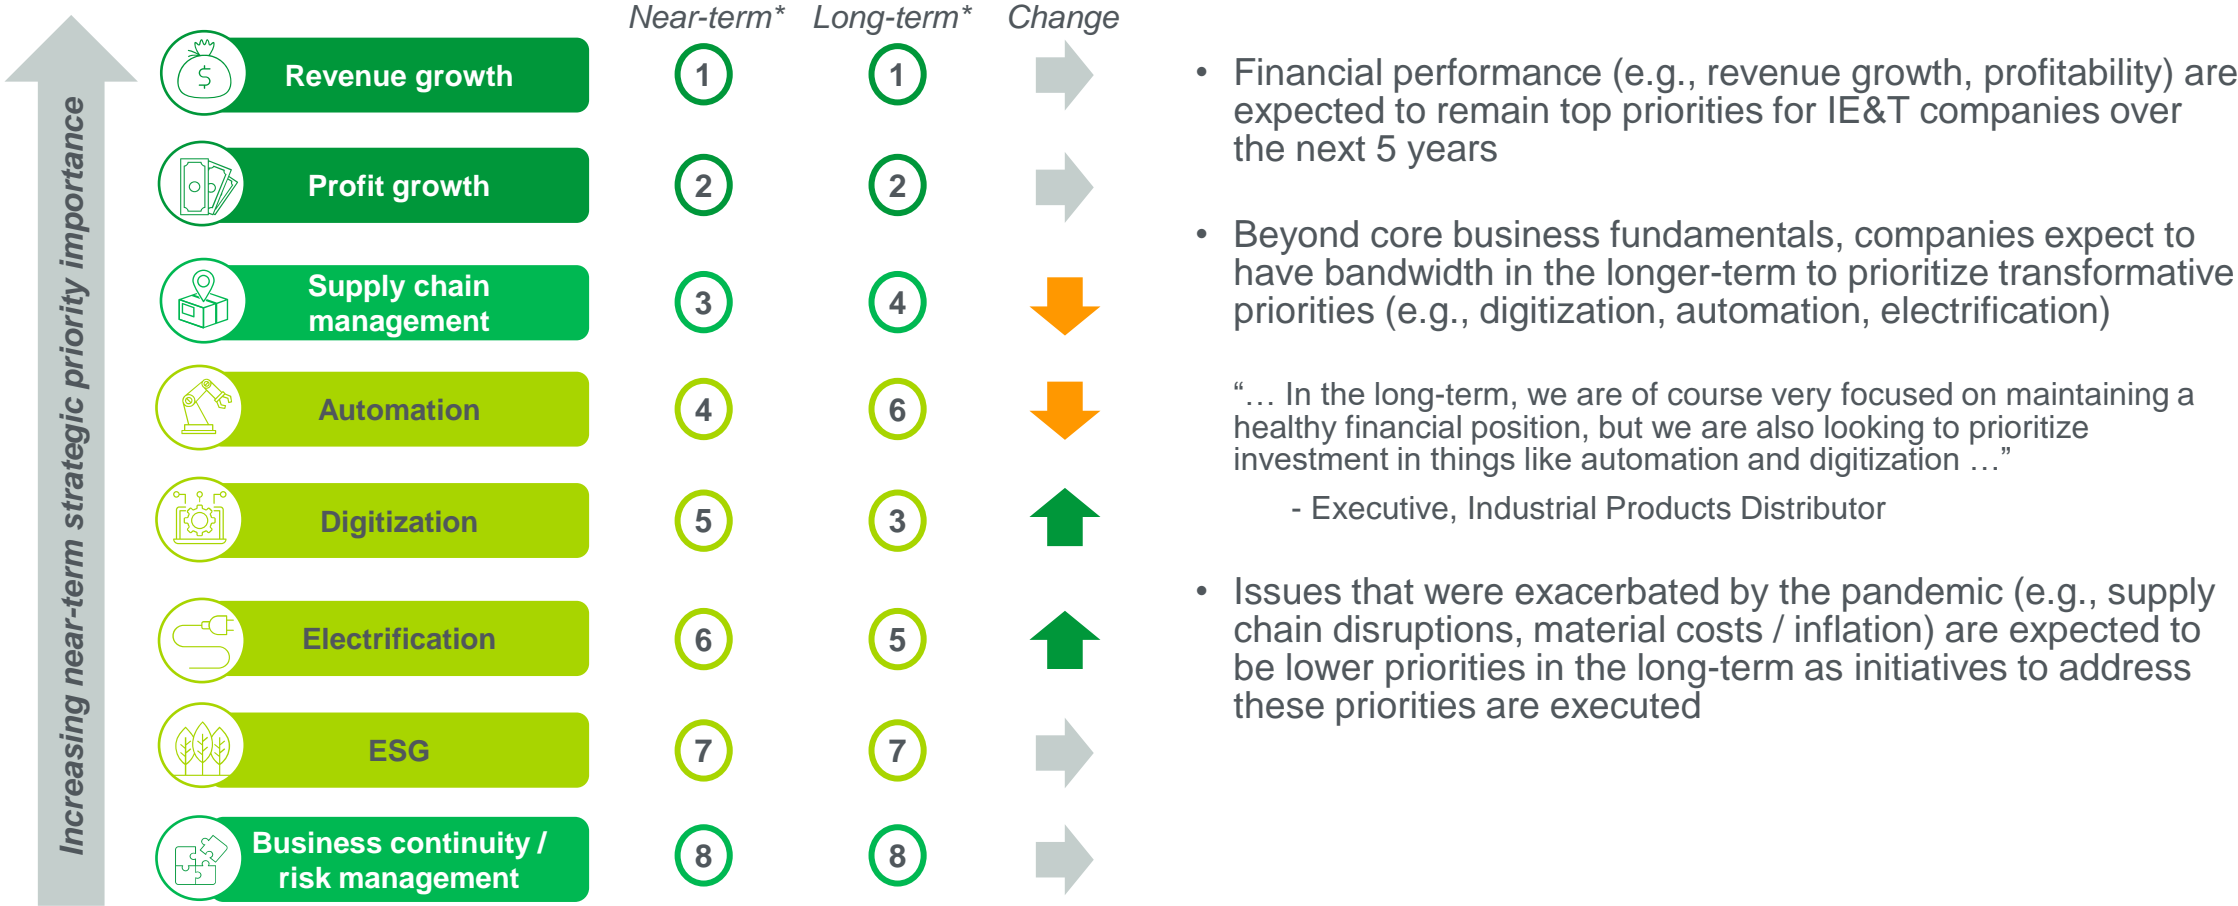 Near-term* Long-term* Change
Increasing near-term strategic priority importance
$
Revenue growth 1 1
Profit growth 2 2
Supply chain
management 3 4
Automation 4 6
Digitization 5 3
Electrification 6 5
ESG 7 7
Business continuity /
risk management 8 8
• Financial performance (e.g., revenue growth, profitability) are
expected to remain top priorities for IE&T companies over
the next 5 years
• Beyond core business fundamentals, companies expect to
have bandwidth in the longer-term to prioritize transformative
priorities (e.g., digitization, automation, electrification)
“… In the long-term, we are of course very focused on maintaining a
healthy financial position, but we are also looking to prioritize
investment in things like automation and digitization …”
- Executive, Industrial Products Distributor
• Issues that were exacerbated by the pandemic (e.g., supply
chain disruptions, material costs / inflation) are expected to
be lower priorities in the long-term as initiatives to address
these priorities are executed